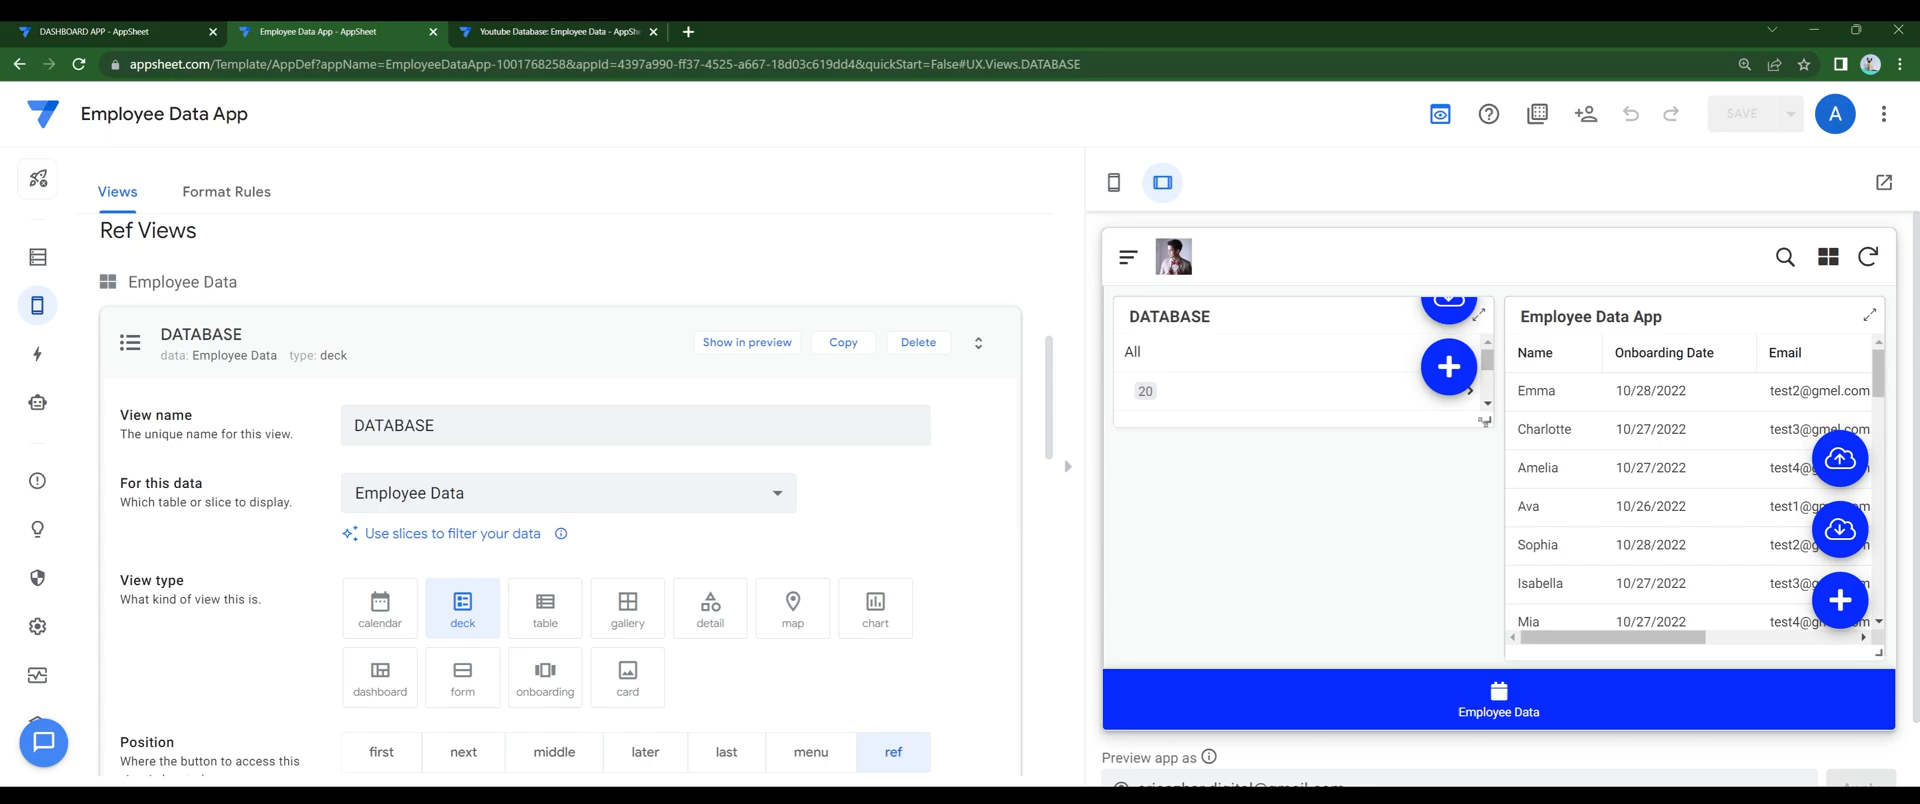 DASHBOARD APP - AppSheet
Employee Data App - AppSheet
Youtube Database: Employee Data - AppSh
appsheet.com/Template/AppDef?appName=EmployeeDataApp-1001768258&appId=4397a990-ff37-4525-a667-18d03c619dd4&quickStart=False#UX.Views.DATABASE
Employee Data App
SAVE
A
Views
Format Rules
Ref Views
Employee Data
DATABASE
data: Employee Data type: deck
Show in preview
Copy
Delete
View name
The unique name for this view.
DATABASE
For this data
Which table or slice to display.
Employee Data
Use slices to filter your data
View type
What kind of view this is.
calendar
deck
table
gallery
detail
map
chart
dashboard
form
onboarding
card
Position
Where the button to access this
first
next
middle
later
last
menu
ref
DATABASE
All
20
Employee Data App
Name Onboarding Date Email
Emma 10/28/2022 test2@gmel.com
Charlotte 10/27/2022 test3@gmel.com
Amelia 10/27/2022 test4@g
Ava 10/26/2022 test1@g
Sophia 10/28/2022 test2@g
Isabella 10/27/2022 test3@g
Mia 10/27/2022 test4@g
Employee Data
Preview app as